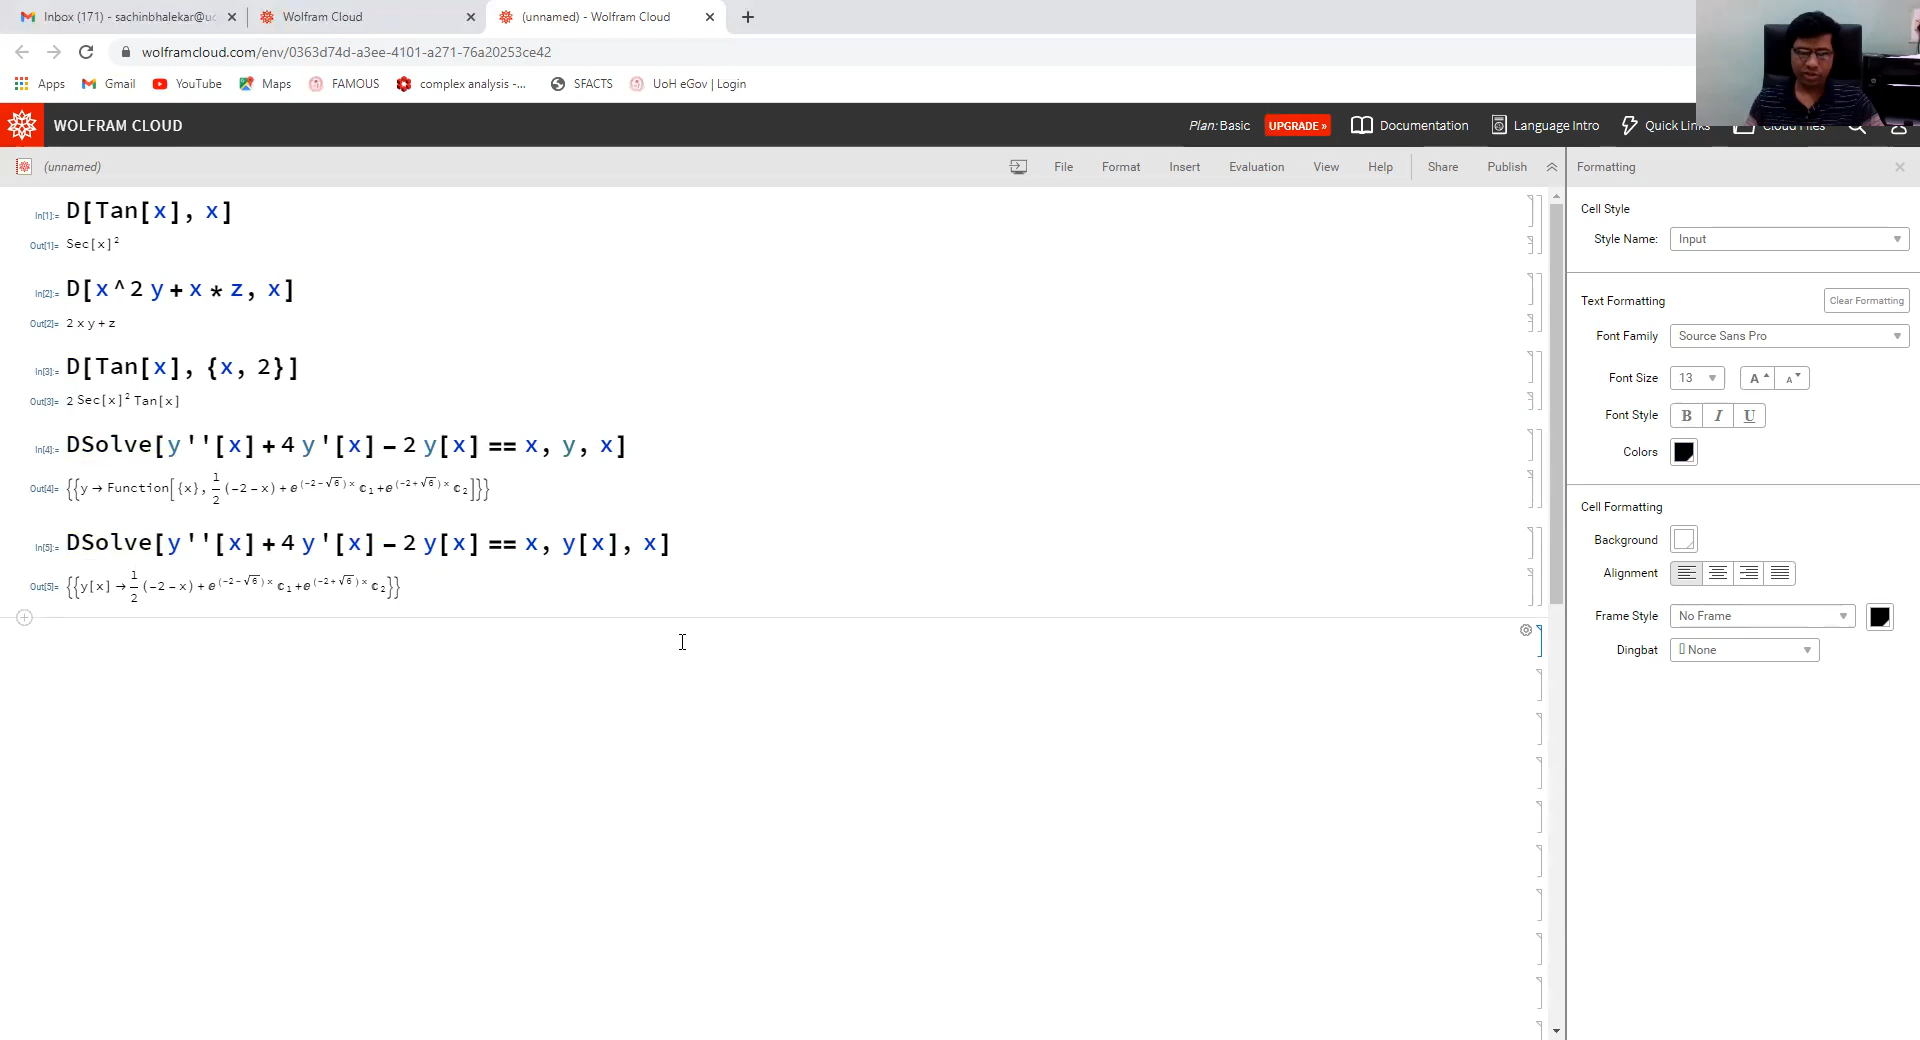 Inbox (171) - sachinbhalekar@u
Wolfram Cloud
(unnamed) - Wolfram Cloud
wolframcloud.com/env/0363d74d-a3ee-4101-a271-76a20253ce42
Apps Gmail YouTube Maps FAMOUS complex analysis -... SFACTS UoH eGov | Login
WOLFRAM CLOUD
Plan: Basic UPGRADE » Documentation Language Intro Quick Links Cloud Files
(unnamed)
File Format Insert Evaluation View Help Share Publish
Formatting
In[1]:= D[Tan[x], x]
Out[1]= Sec[x]²
In[2]:= D[x^2 y + x * z, x]
Out[2]= 2 x y + z
In[3]:= D[Tan[x], {x, 2}]
Out[3]= 2 Sec[x]² Tan[x]
In[4]:= DSolve[y''[x] + 4 y'[x] - 2 y[x] == x, y, x]
Out[4]= {{y → Function[{x}, 1/2 (-2 - x) + e^((-2-√6) x) c₁ + e^((-2+√6) x) c₂]}}
In[5]:= DSolve[y''[x] + 4 y'[x] - 2 y[x] == x, y[x], x]
Out[5]= {{y[x] → 1/2 (-2 - x) + e^((-2-√6) x) c₁ + e^((-2+√6) x) c₂}}
Cell Style
Style Name: Input
Text Formatting Clear Formatting
Font Family Source Sans Pro
Font Size 13 A A
Font Style B I U
Colors
Cell Formatting
Background
Alignment
Frame Style No Frame
Dingbat None